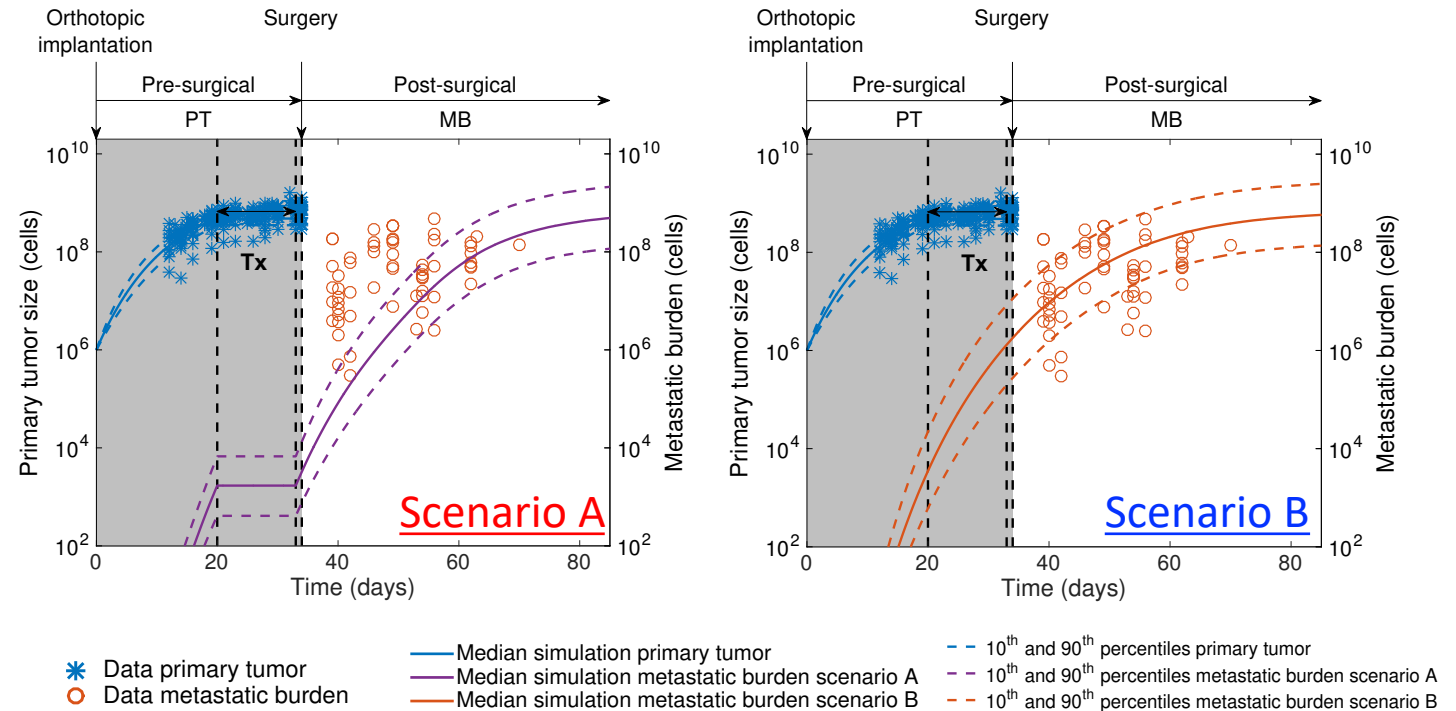 Orthotopic
implantation
Surgery
Pre-surgical
Post-surgical
PT
MB
10^10
10^8
10^6
10^4
10^2
Primary tumor size (cells)
10^10
10^8
10^6
10^4
10^2
Metastatic burden (cells)
Tx
Scenario A
0
20
40
60
80
Time (days)
Orthotopic
implantation
Surgery
Pre-surgical
Post-surgical
PT
MB
10^10
10^8
10^6
10^4
10^2
Primary tumor size (cells)
10^10
10^8
10^6
10^4
10^2
Metastatic burden (cells)
Tx
Scenario B
0
20
40
60
80
Time (days)
Data primary tumor
Data metastatic burden
Median simulation primary tumor
Median simulation metastatic burden scenario A
Median simulation metastatic burden scenario B
10th and 90th percentiles primary tumor
10th and 90th percentiles metastatic burden scenario A
10th and 90th percentiles metastatic burden scenario B